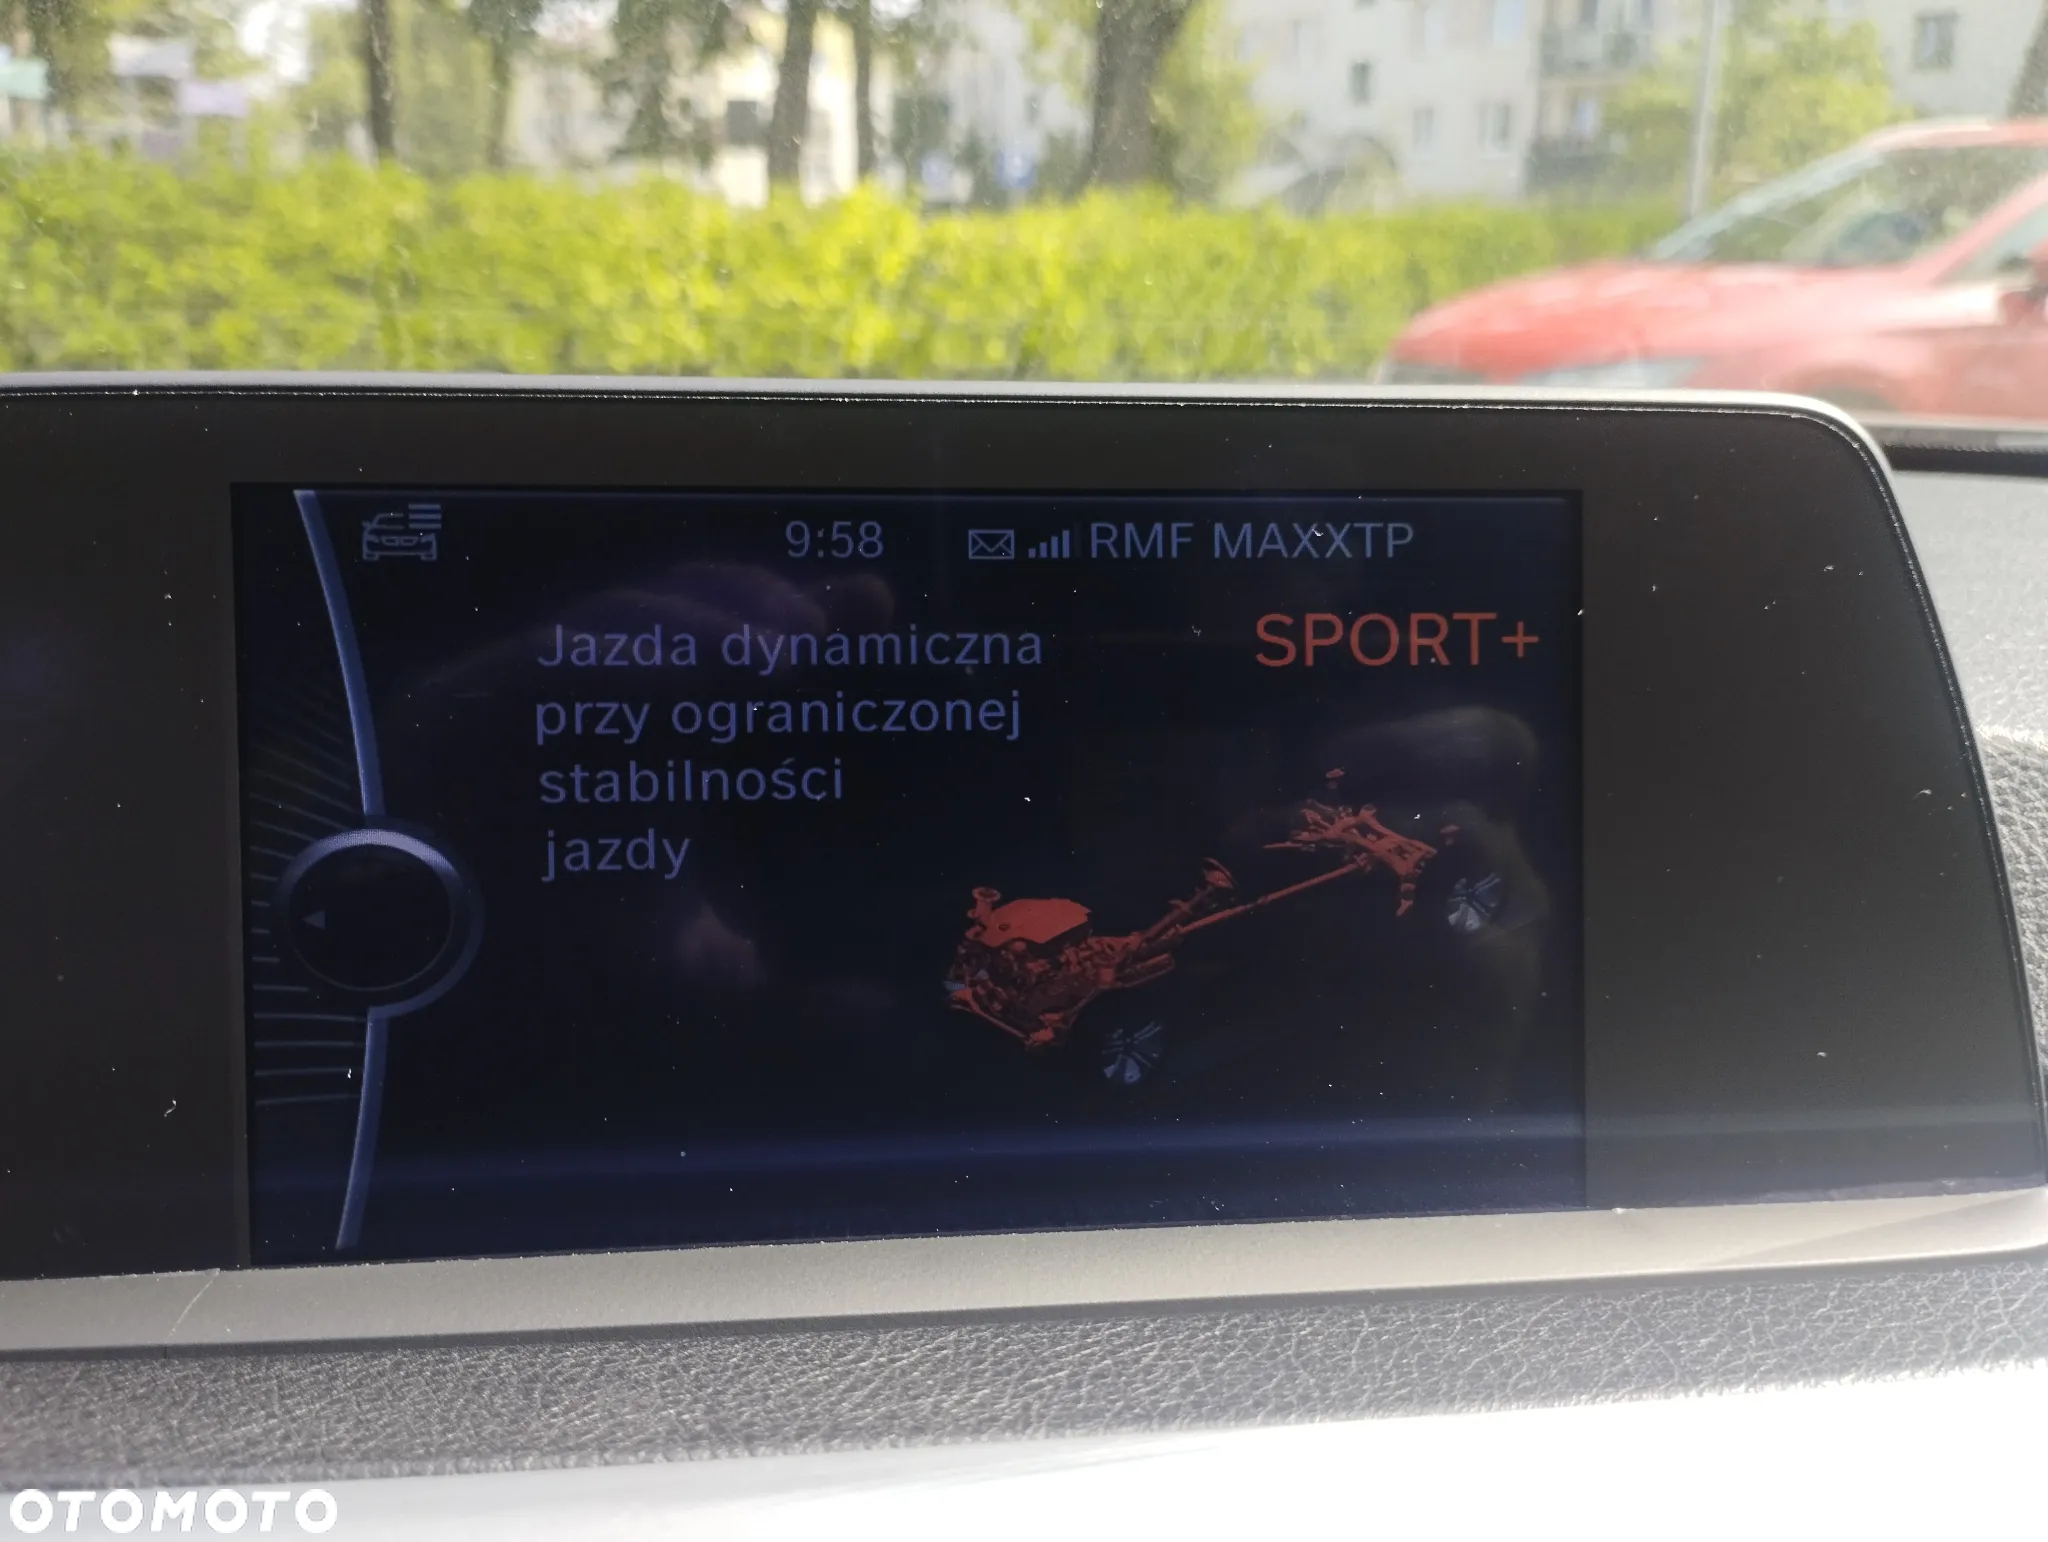 9:58 RMF MAXXTP
SPORT+
Jazda dynamiczna
przy ograniczonej
stabilności
jazdy
OTOMOTO